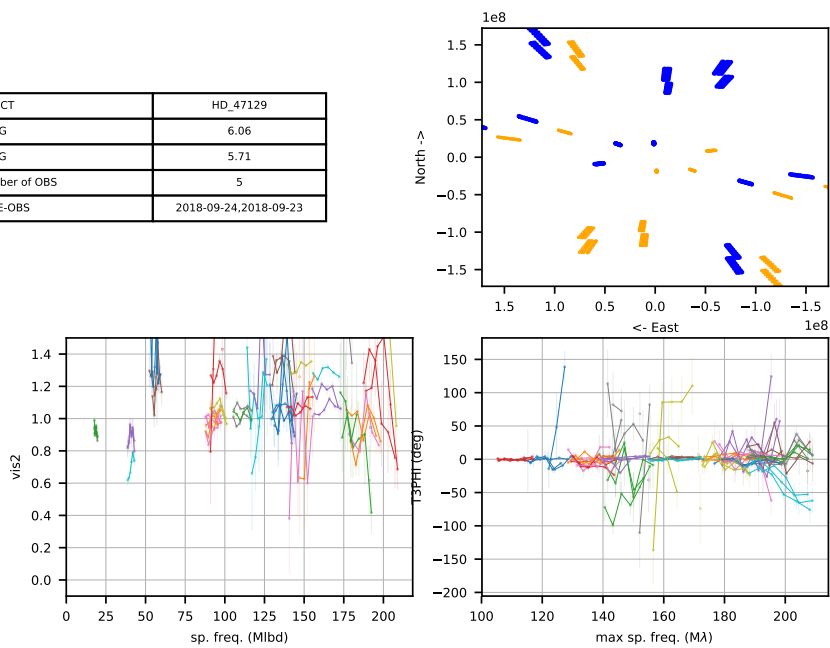 CT HD_47129
G 6.06
G 5.71
ber of OBS 5
E-OBS 2018-09-24,2018-09-23
1e8
1.5
1.0
0.5
0.0
−0.5
−1.0
−1.5
North ->
1.5 1.0 0.5 0.0 −0.5 −1.0 −1.5
<- East
1e8
1.4
1.2
1.0
0.8
0.6
0.4
0.2
0.0
vis2
0 25 50 75 100 125 150 175 200
sp. freq. (Mlbd)
150
100
50
0
−50
−100
−150
−200
T3PHI (deg)
100 120 140 160 180 200
max sp. freq. (Mλ)